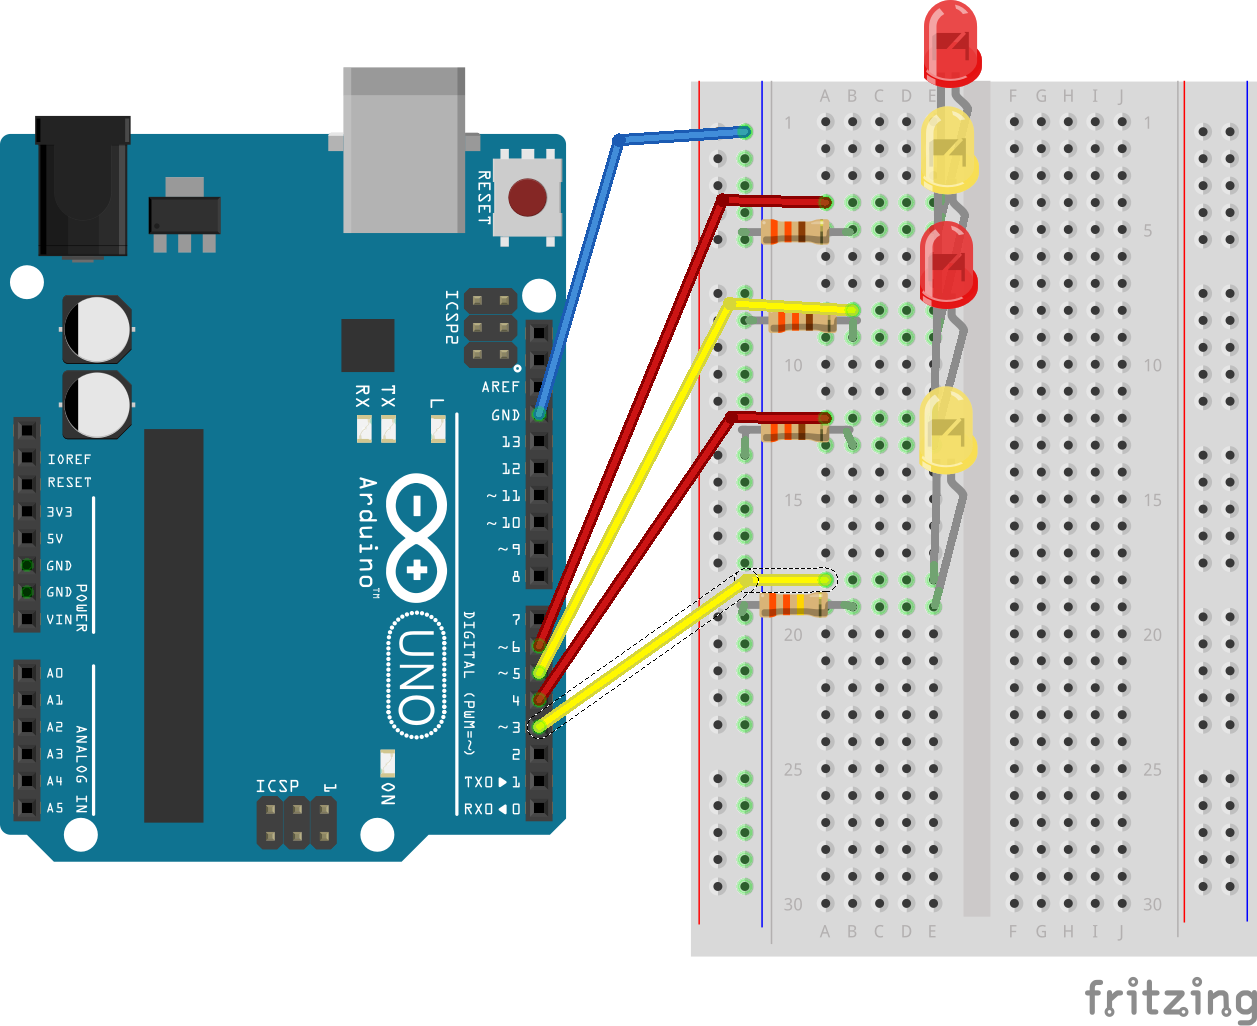 RESET
ICSP2
AREF
GND
13
12
~11
~10
~9
8
7
~6
~5
4
~3
2
TX0▶1
RX0◀0
DIGITAL (PWM=~)
RX
TX
L
Arduino™
UNO
IOREF
RESET
3V3
5V
GND
GND
VIN
POWER
A0
A1
A2
A3
A4
A5
ANALOG IN
ICSP
1
ON
A B C D E F G H I J
1 1
5 5
10 10
15 15
20 20
25 25
30 30
A B C D E F G H I J
fritzing